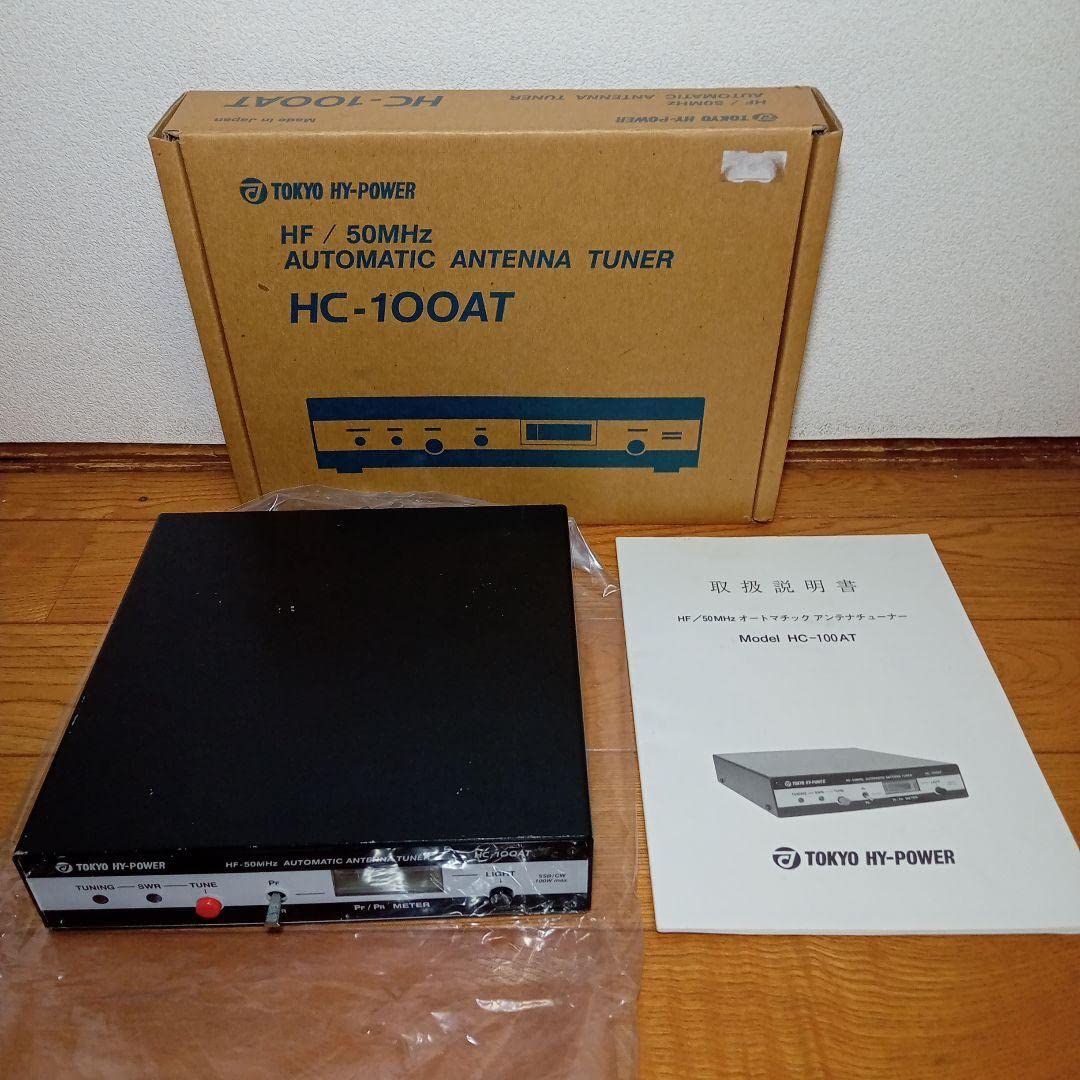 HC-100AT
Made in Japan
HF / 50MHz
AUTOMATIC ANTENNA TUNER
TOKYO HY-POWER
TOKYO HY-POWER
HF / 50MHz
AUTOMATIC ANTENNA TUNER
HC-100AT
取扱説明書
HF/50MHz オートマチック アンテナチューナー
Model HC-100AT
TOKYO HY-POWER
TOKYO HY-POWER
TOKYO HY-POWER HF-50MHz AUTOMATIC ANTENNA TUNER HC-100AT
TUNING SWR TUNE PF LIGHT SSB/CW
100W max.
PF / PR METER